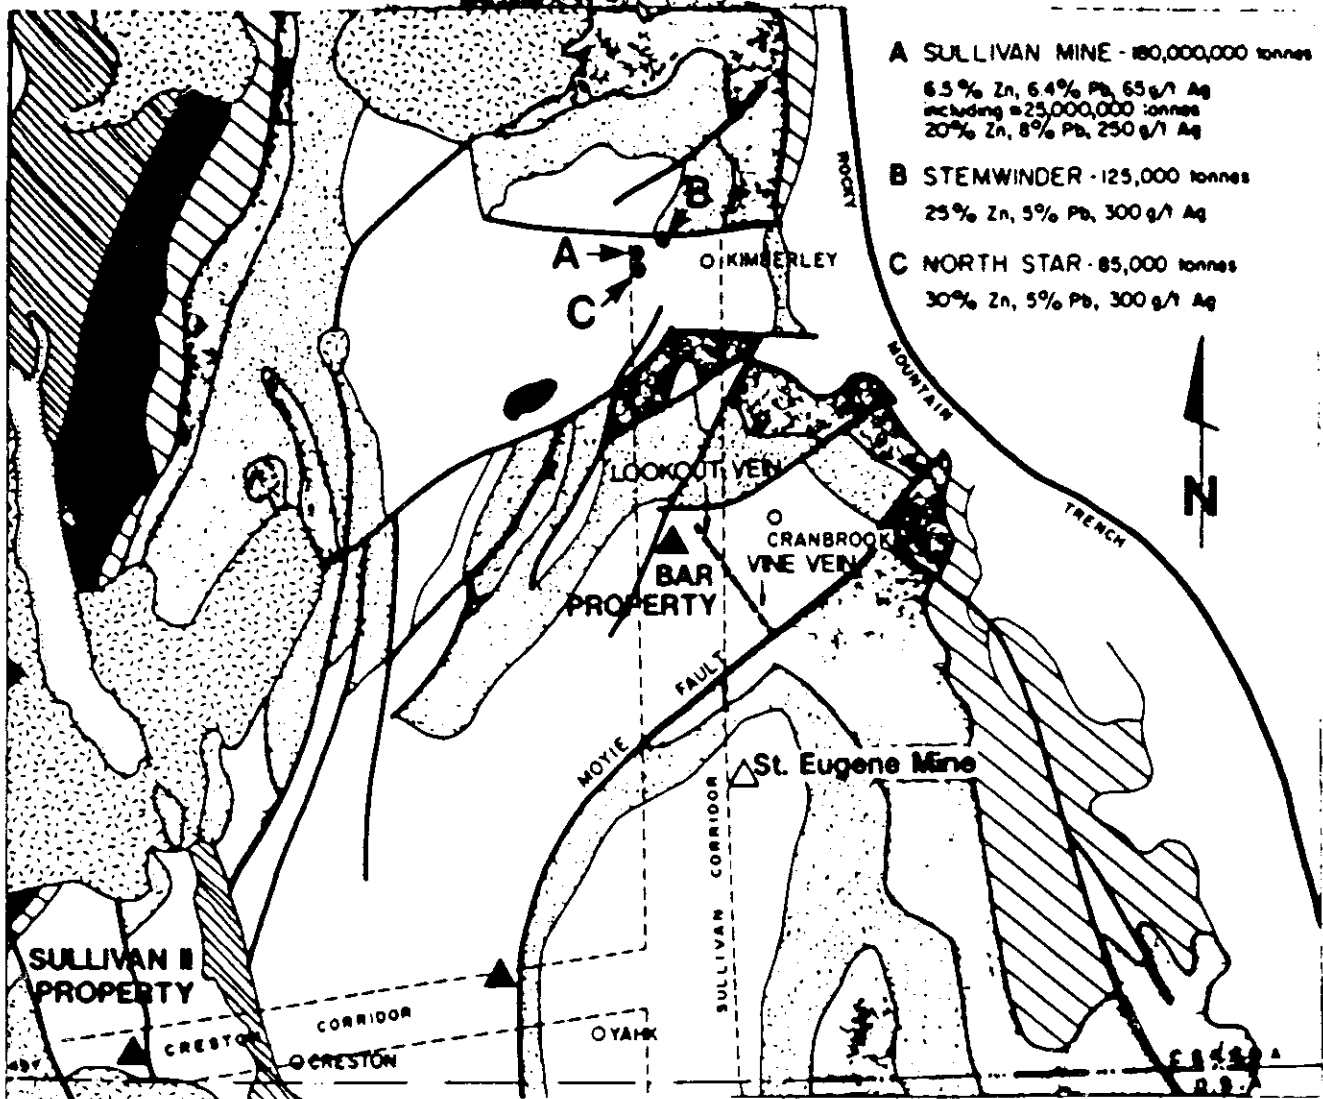 A SULLIVAN MINE - 180,000,000 tonnes
6.5% Zn, 6.4% Pb, 65 g/t Ag
including ≈25,000,000 tonnes
20% Zn, 8% Pb, 250 g/t Ag
B STEMWINDER - 125,000 tonnes
25% Zn, 5% Pb, 300 g/t Ag
C NORTH STAR - 85,000 tonnes
30% Zn, 5% Pb, 300 g/t Ag
ROCKY
MOUNTAIN
TRENCH
N
B
A
KIMBERLEY
C
LOOKOUT VEIN
CRANBROOK
VINE VEIN
BAR
PROPERTY
MOYIE FAULT
St. Eugene Mine
SULLIVAN CORRIDOR
SULLIVAN II
PROPERTY
CRESTON CORRIDOR
YAHK
CRESTON
49°
CANADA
U.S.A.